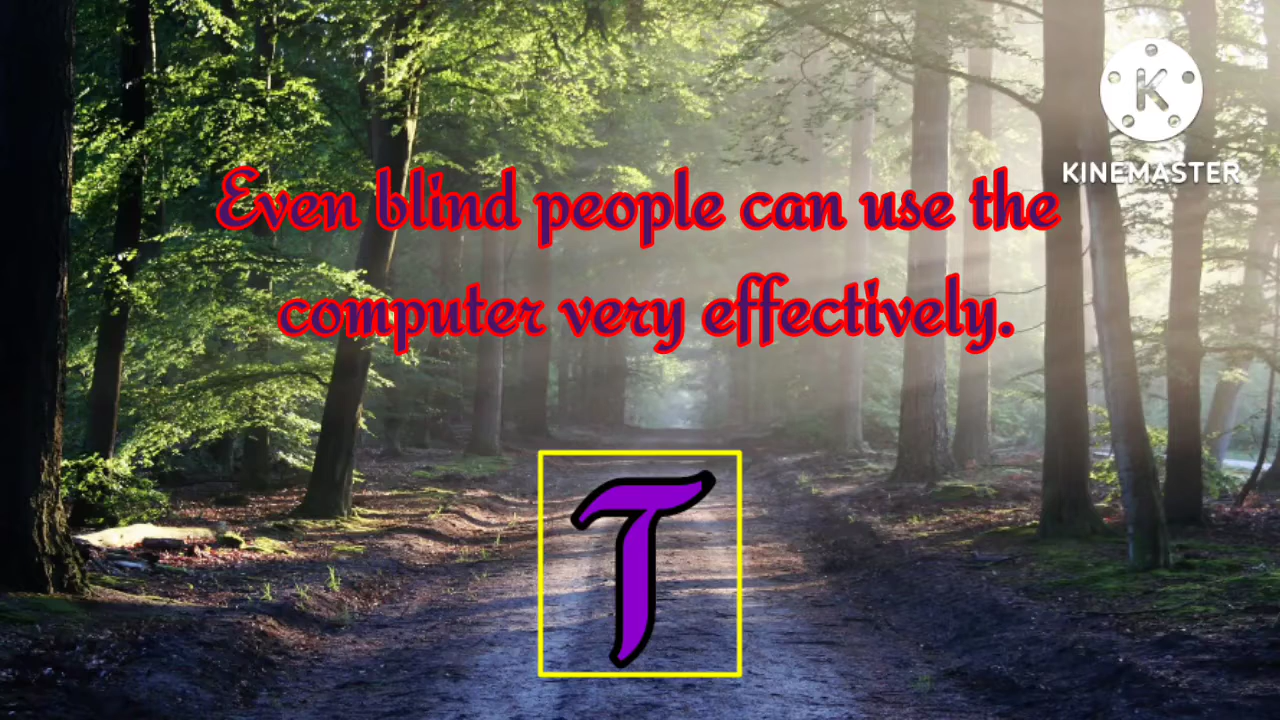 K
KINEMASTER
Even blind people can use the
computer very effectively.
T